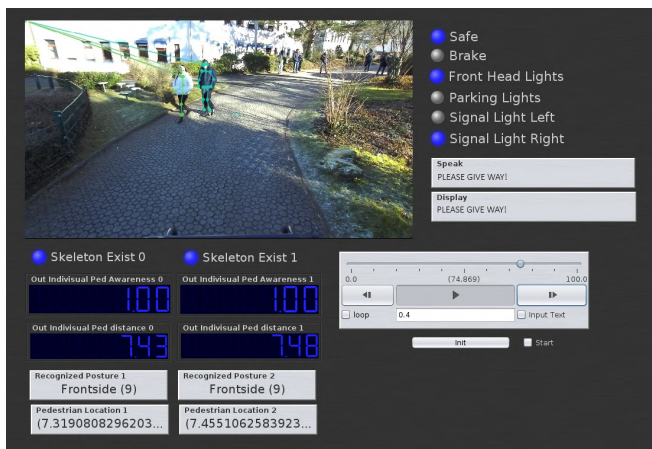 Safe
Brake
Front Head Lights
Parking Lights
Signal Light Left
Signal Light Right
Speak
PLEASE GIVE WAY!
Display
PLEASE GIVE WAY!
Skeleton Exist 0
Skeleton Exist 1
Out Indivisual Ped Awareness 0
Out Indivisual Ped Awareness 1
1.00
1.00
Out Indivisual Ped distance 0
Out Indivisual Ped distance 1
7.43
7.48
Recognized Posture 1
Frontside (9)
Recognized Posture 2
Frontside (9)
Pedestrian Location 1
(7.3190808296203...
Pedestrian Location 2
(7.4551062583923...
0.0 (74.869) 100.0
loop 0.4 Input Text
Init Start